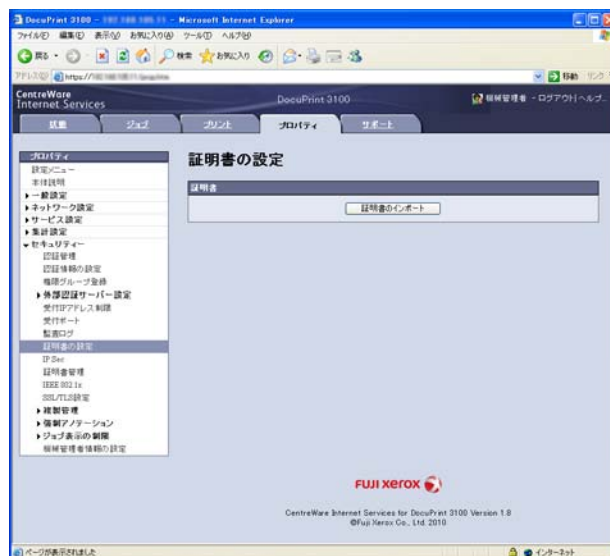 DocuPrint 3100 - - Microsoft Internet Explorer
ファイル(F) 編集(E) 表示(V) お気に入り(A) ツール(T) ヘルプ(H)
戻る 検索 お気に入り
アドレス(D) https:// 移動 リンク
CentreWare
Internet Services
DocuPrint 3100
機械管理者 - ログアウト ヘルプ
状態 ジョブ プリント プロパティ サポート
プロパティ
設定メニュー
本体説明
一般設定
ネットワーク設定
サービス設定
集計設定
セキュリティー
認証管理
認証情報の設定
権限グループ登録
外部認証サーバー設定
受付IPアドレス制限
受付ポート
監査ログ
証明書の設定
IP Sec
証明書管理
IEEE 802.1x
SSL/TLS設定
複製管理
強制アノテーション
ジョブ表示の制限
機械管理者情報の設定
証明書の設定
証明書
証明書のインポート
FUJI XEROX
CentreWare Internet Services for DocuPrint 3100 Version 1.8
©Fuji Xerox Co., Ltd. 2010
ページが表示されました
インターネット